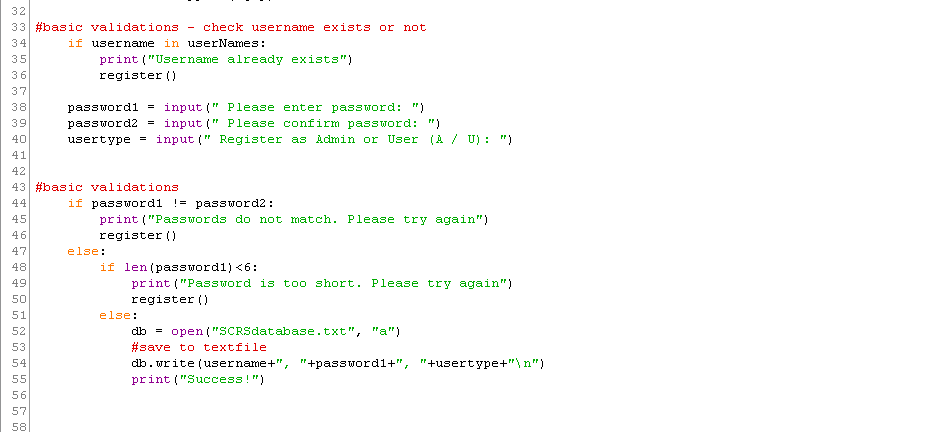 32
33 #basic validations - check username exists or not
34     if username in userNames:
35         print("Username already exists")
36         register()
37
38     password1 = input(" Please enter password: ")
39     password2 = input(" Please confirm password: ")
40     usertype = input(" Register as Admin or User (A / U): ")
41
42
43 #basic validations
44     if password1 != password2:
45         print("Passwords do not match. Please try again")
46         register()
47     else:
48         if len(password1)<6:
49             print("Password is too short. Please try again")
50             register()
51         else:
52             db = open("SCRSdatabase.txt", "a")
53             #save to textfile
54             db.write(username+", "+password1+", "+usertype+"\n")
55             print("Success!")
56
57
58